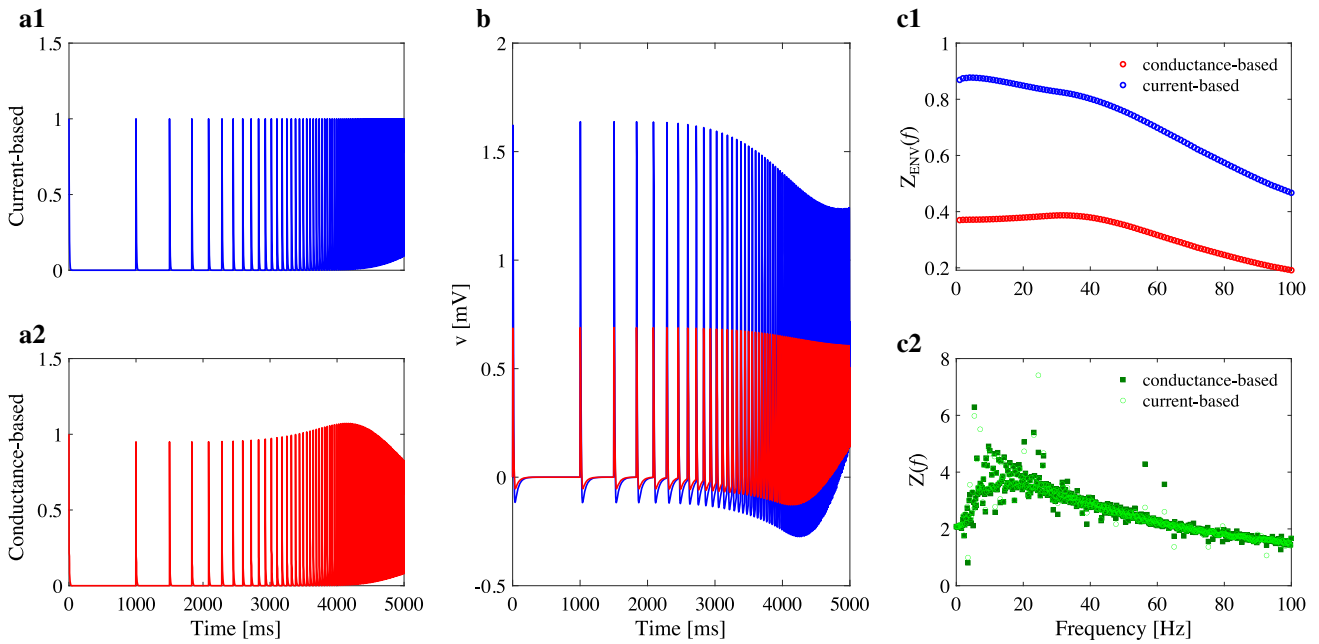 a1
Current-based
1.5
1
0.5
0
a2
Conductance-based
1.5
1
0.5
0
0 1000 2000 3000 4000 5000
Time [ms]
b
v [mV]
2
1.5
1
0.5
0
-0.5
0 1000 2000 3000 4000 5000
Time [ms]
c1
Z_ENV(f)
1
0.8
0.6
0.4
0.2
conductance-based
current-based
0 20 40 60 80 100
c2
Z(f)
8
6
4
2
0
conductance-based
current-based
0 20 40 60 80 100
Frequency [Hz]